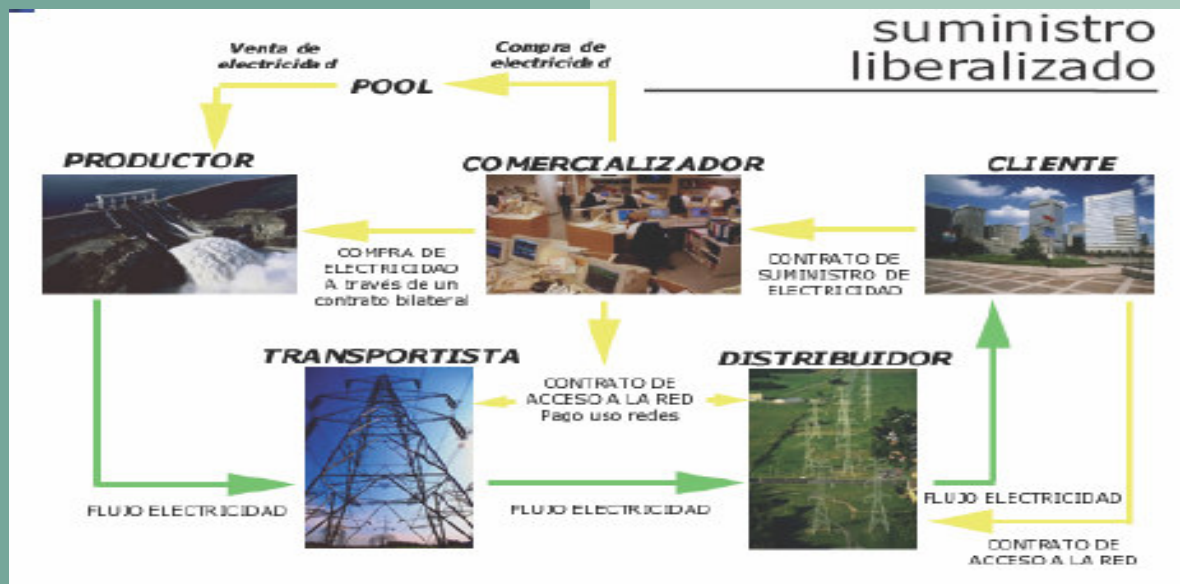 suministro
liberalizado
Venta de
electricidad
Compra de
electricidad
POOL
PRODUCTOR
COMERCIALIZADOR
CLIENTE
COMPRA DE
ELECTRICIDAD
A través de un
contrato bilateral
CONTRATO DE
SUMINISTRO DE
ELECTRICIDAD
TRANSPORTISTA
DISTRIBUIDOR
CONTRATO DE
ACCESO A LA RED
Pago uso redes
FLUJO ELECTRICIDAD
FLUJO ELECTRICIDAD
FLUJO ELECTRICIDAD
CONTRATO DE
ACCESO A LA RED